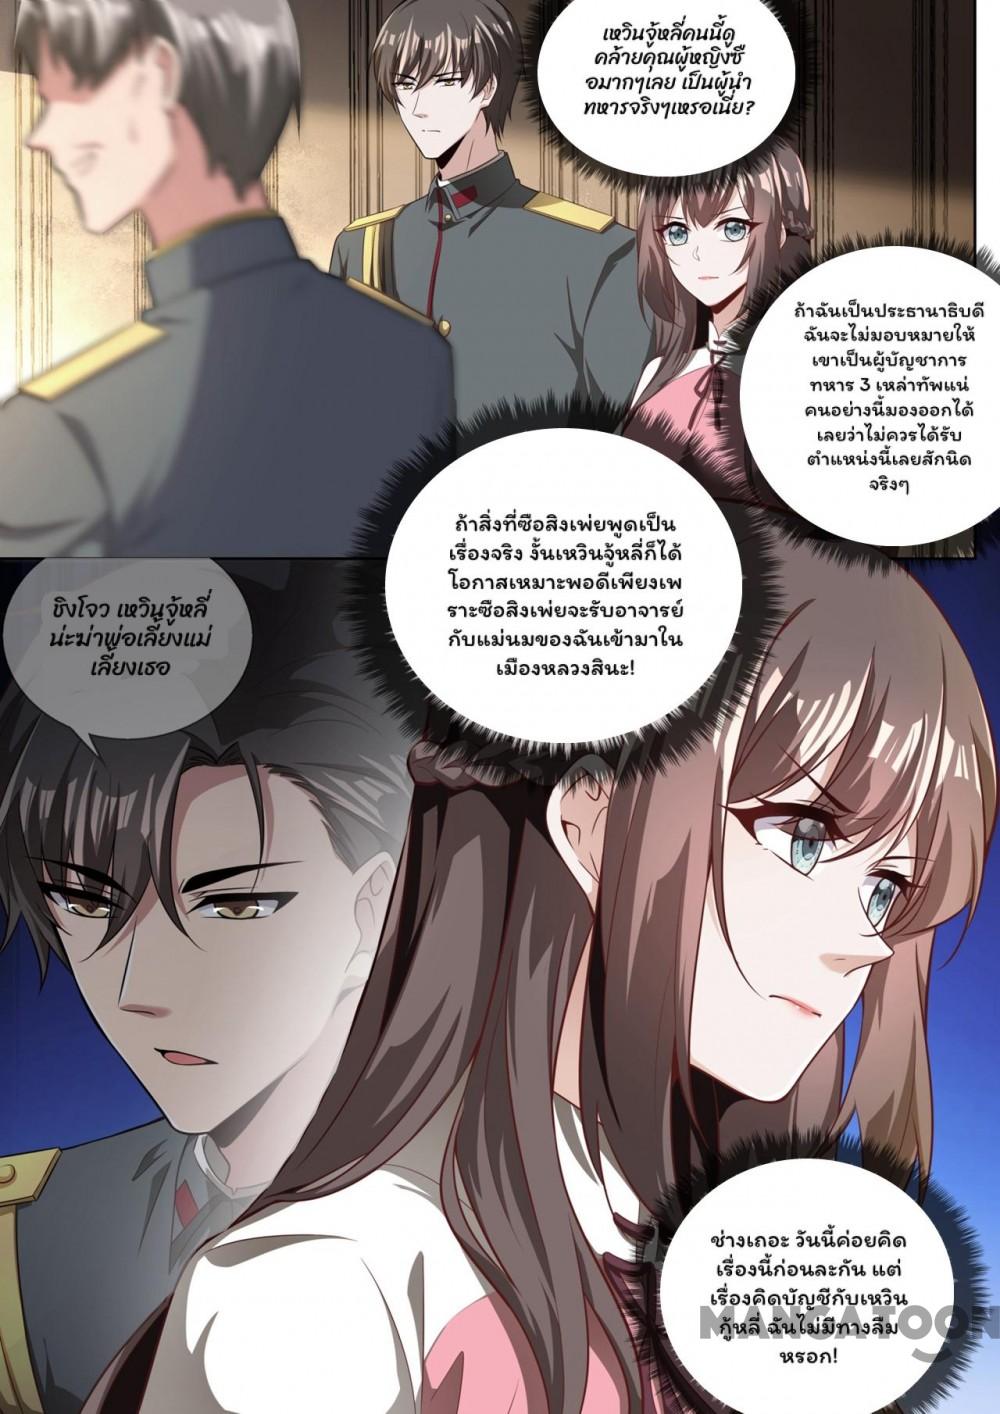 เหวินจู้หลี่คนนี้ดู
คล้ายคุณผู้หญิงซื
อมากๆเลย เป็นผู้นำ
ทหารจริงๆเหรอเนี่ย?
ถ้าฉันเป็นประธานาธิบดี
ฉันจะไม่มอบหมายให้
เขาเป็นผู้บัญชาการ
ทหาร 3 เหล่าทัพแน่
คนอย่างนี้มองออกได้
เลยว่าไม่ควรได้รับ
ตำแหน่งนี้เลยสักนิด
จริงๆ
ถ้าสิ่งที่ซือสิงเพ่ยพูดเป็น
เรื่องจริง งั้นเหวินจู้หลี่ก็ได้
โอกาสเหมาะพอดีเพียงเพ
ราะซือสิงเพ่ยจะรับอาจารย์
กับแม่นมของฉันเข้ามาใน
เมืองหลวงสินะ!
ชิงโจว เหวินจู้หลี่
น่ะฆ่าพ่อเลี้ยงแม่
เลี้ยงเธอ
ช่างเถอะ วันนี้ค่อยคิด
เรื่องนี้ก่อนละกัน แต่
เรื่องคิดบัญชีกับเหวิน
กู้หลี่ ฉันไม่มีทางลืม
หรอก!
MANGATOON